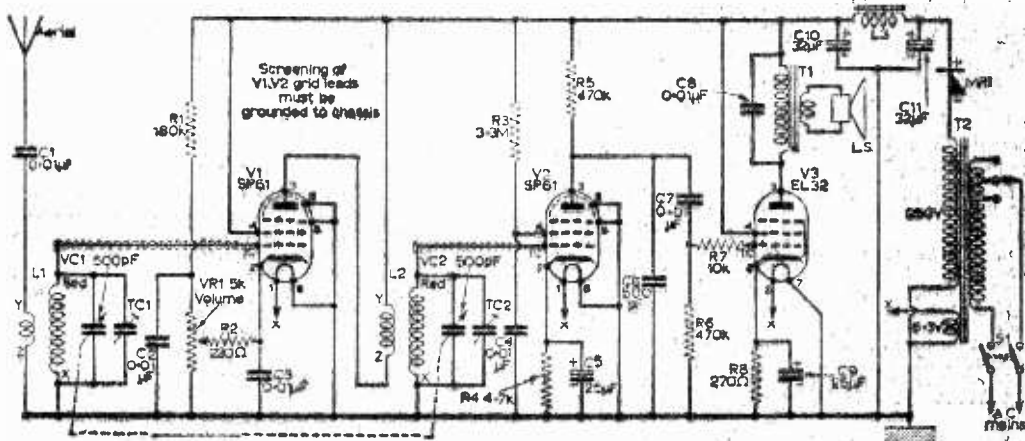 Aerial
C1
0·01µF
L1
Y
Z
Red
X
VC1 500pF
TC1
C
0·01
µF
R1
180k
Screening of
V1,V2 grid leads
must be
grounded to chassis
V1
SP61
VR1 5k
Volume
R2
220Ω
C3
0·01µF
X
L2
Y
Z
Red
X
VC2 500pF
TC2
C4
0·01
µF
R3
3·3M
R5
470k
V2
SP61
R4 4·7k
C5
25µF
X
C7
0·01
µF
R6
470k
R7
10k
C8
0·01µF
T1
L.S.
V3
EL32
R8
270Ω
C9
X
C10
32µF
C11
32µF
MR1
T2
250V
6·3V
X
S1
A C
mains